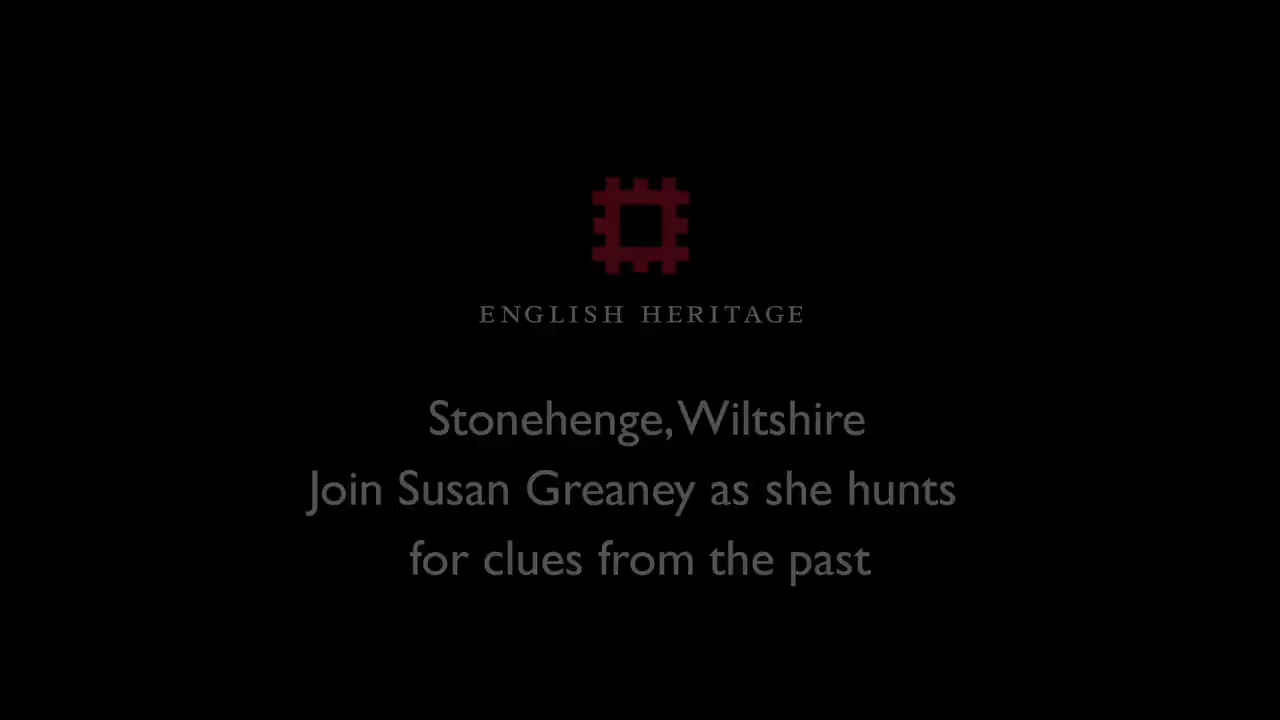 ENGLISH HERITAGE
Stonehenge, Wiltshire
Join Susan Greaney as she hunts
for clues from the past